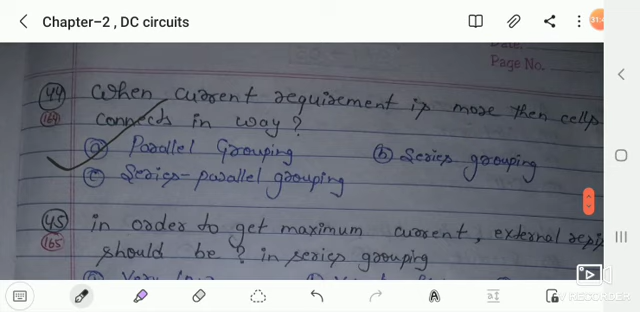 Chapter-2 , DC circuits
Page No.
44 When current requirement is more then cells
164 connects in way?
a Parallel Grouping b Series grouping
c Series-parallel grouping
45 in order to get maximum current, external
165 should be ? in series grouping
RECORDER